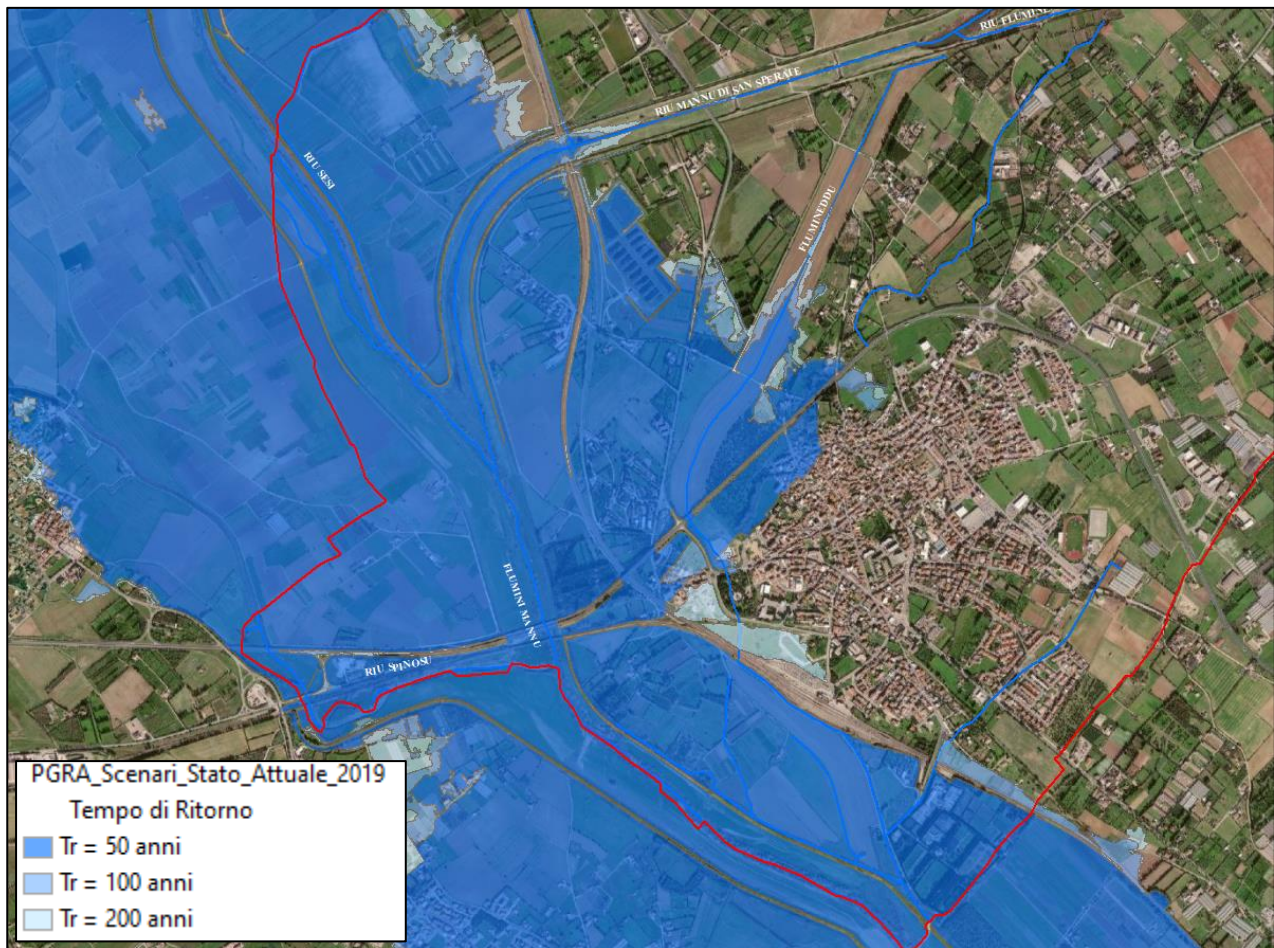 RIU FLUMINE
RIU MANNU DI SAN SPERATE
RIU SESI
FLUMINEDDU
FLUMINI MANNU
RIU SPINOSU
PGRA_Scenari_Stato_Attuale_2019
Tempo di Ritorno
Tr = 50 anni
Tr = 100 anni
Tr = 200 anni